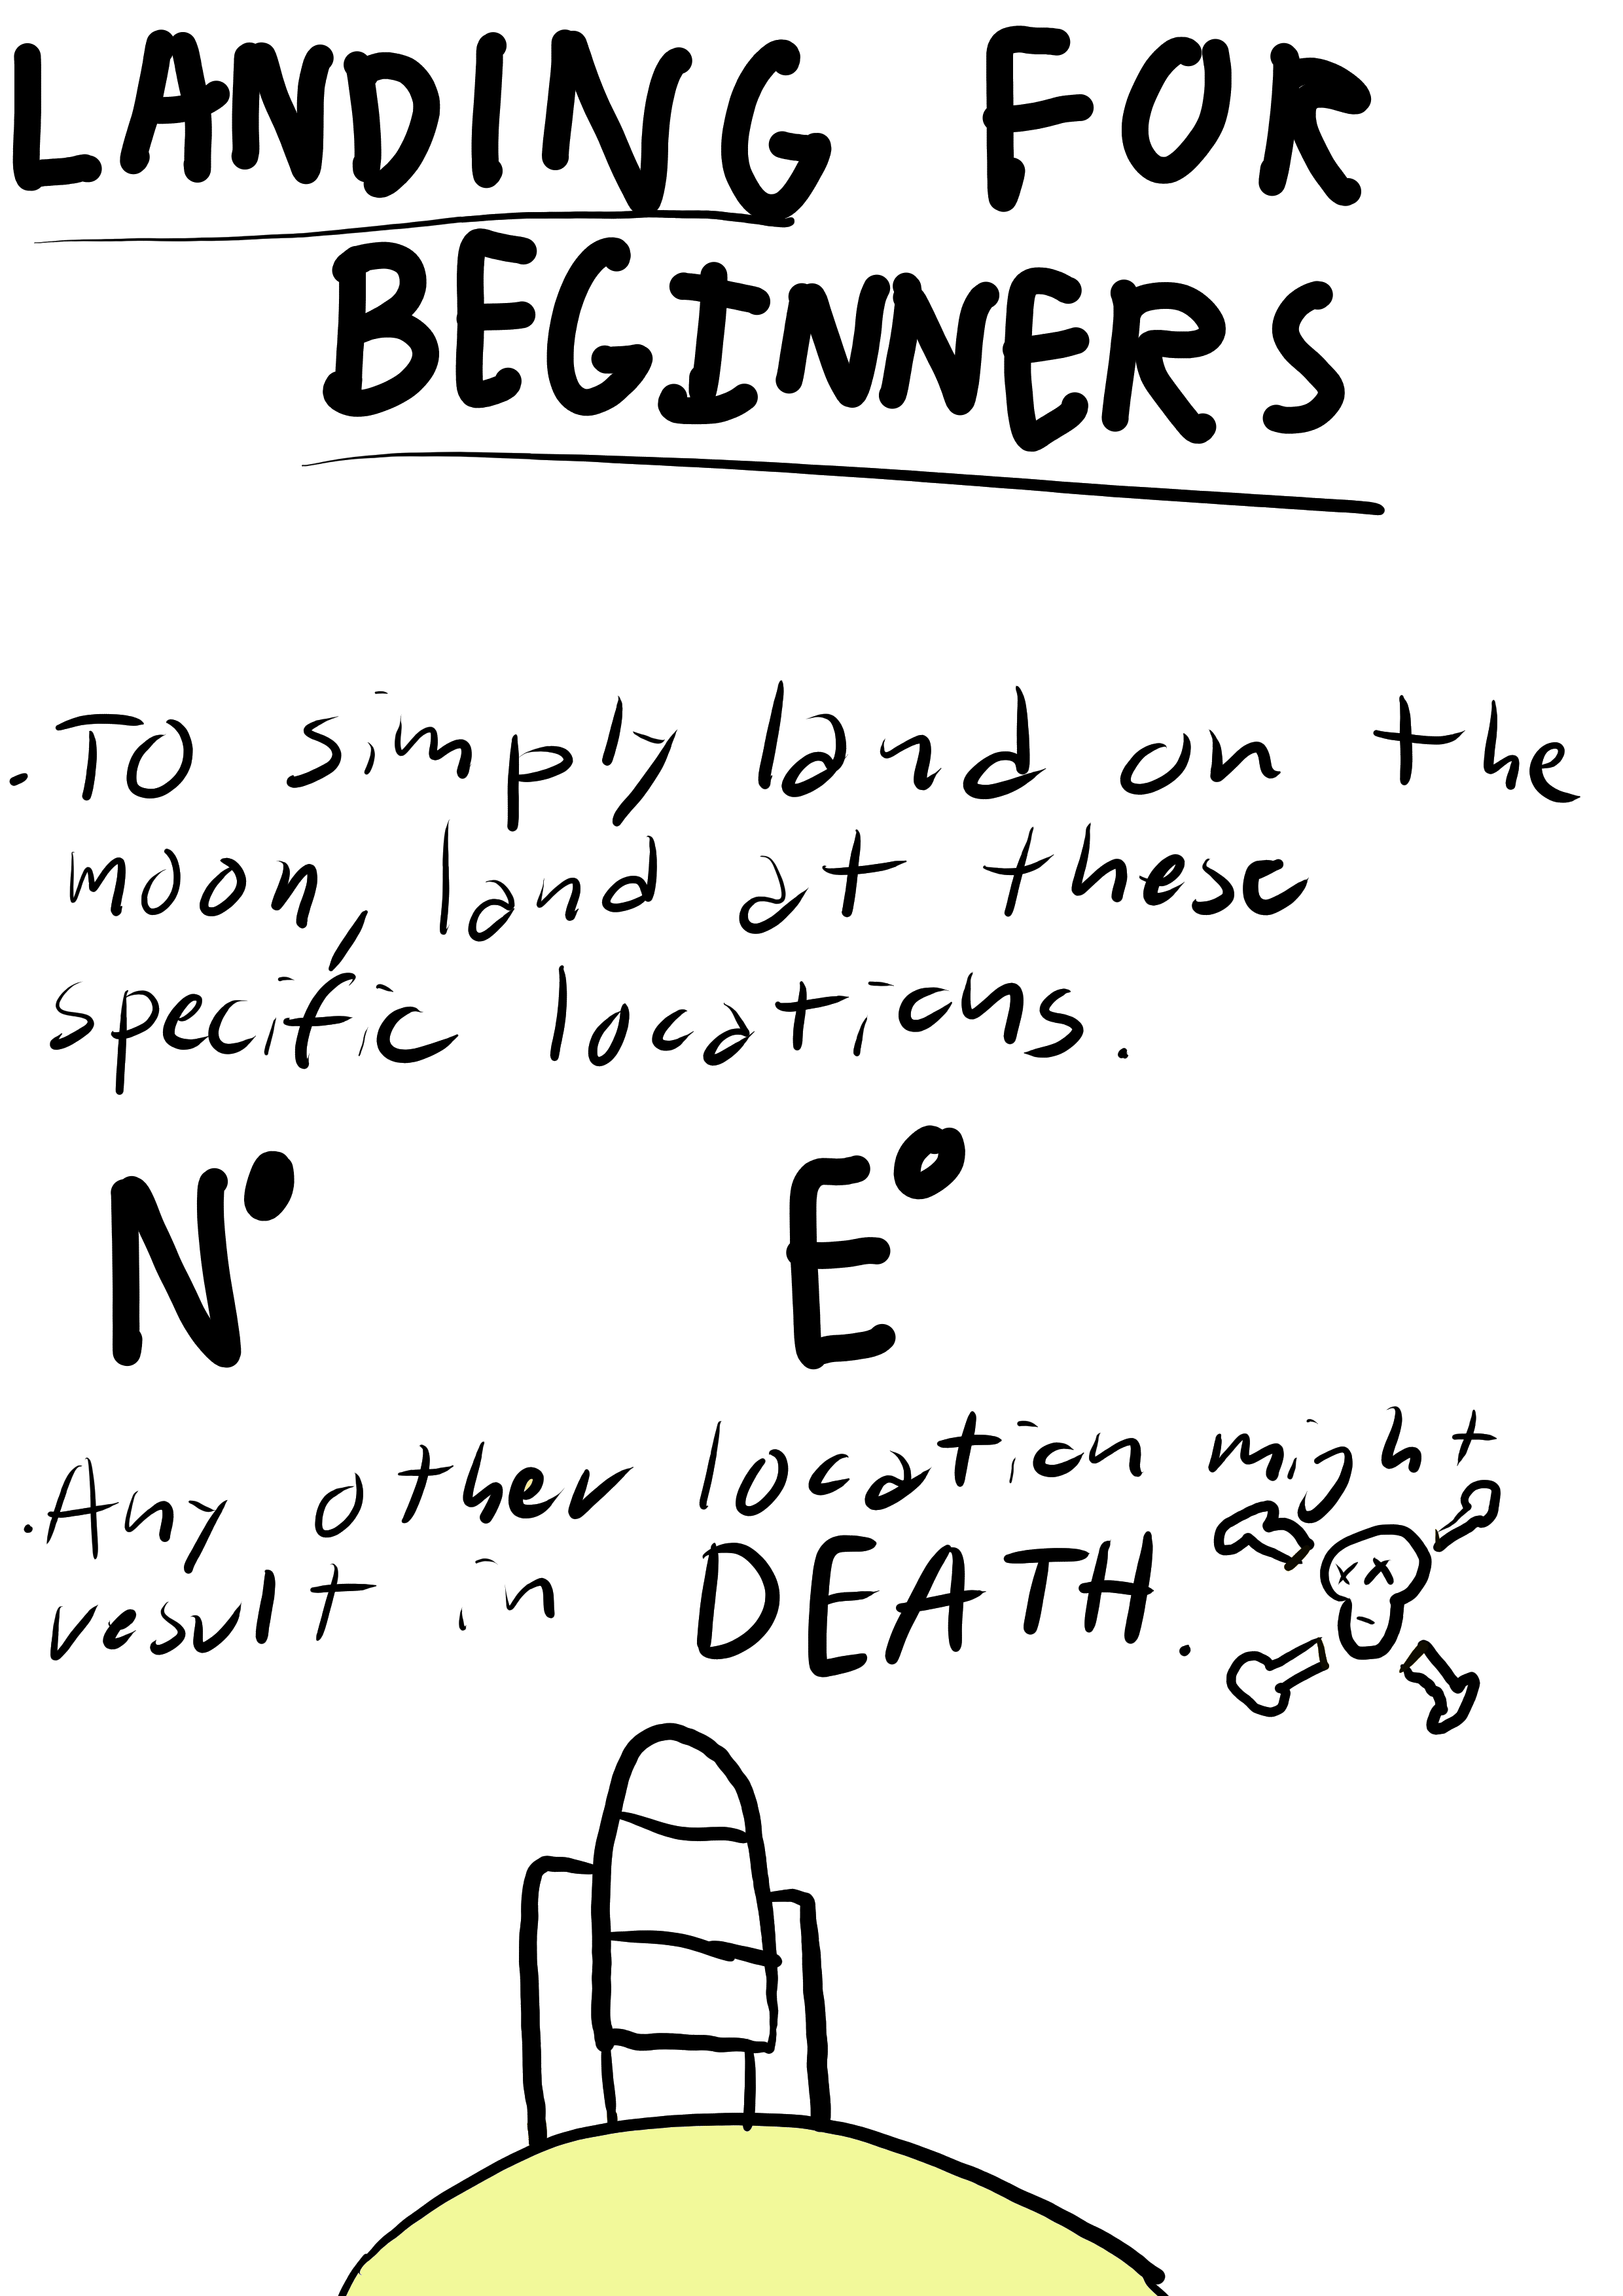 LANDING FOR
BEGINNERS
. To simply land on the
moon, land at these
specific locations.
N° E°
. Any other location might
result in DEATH.